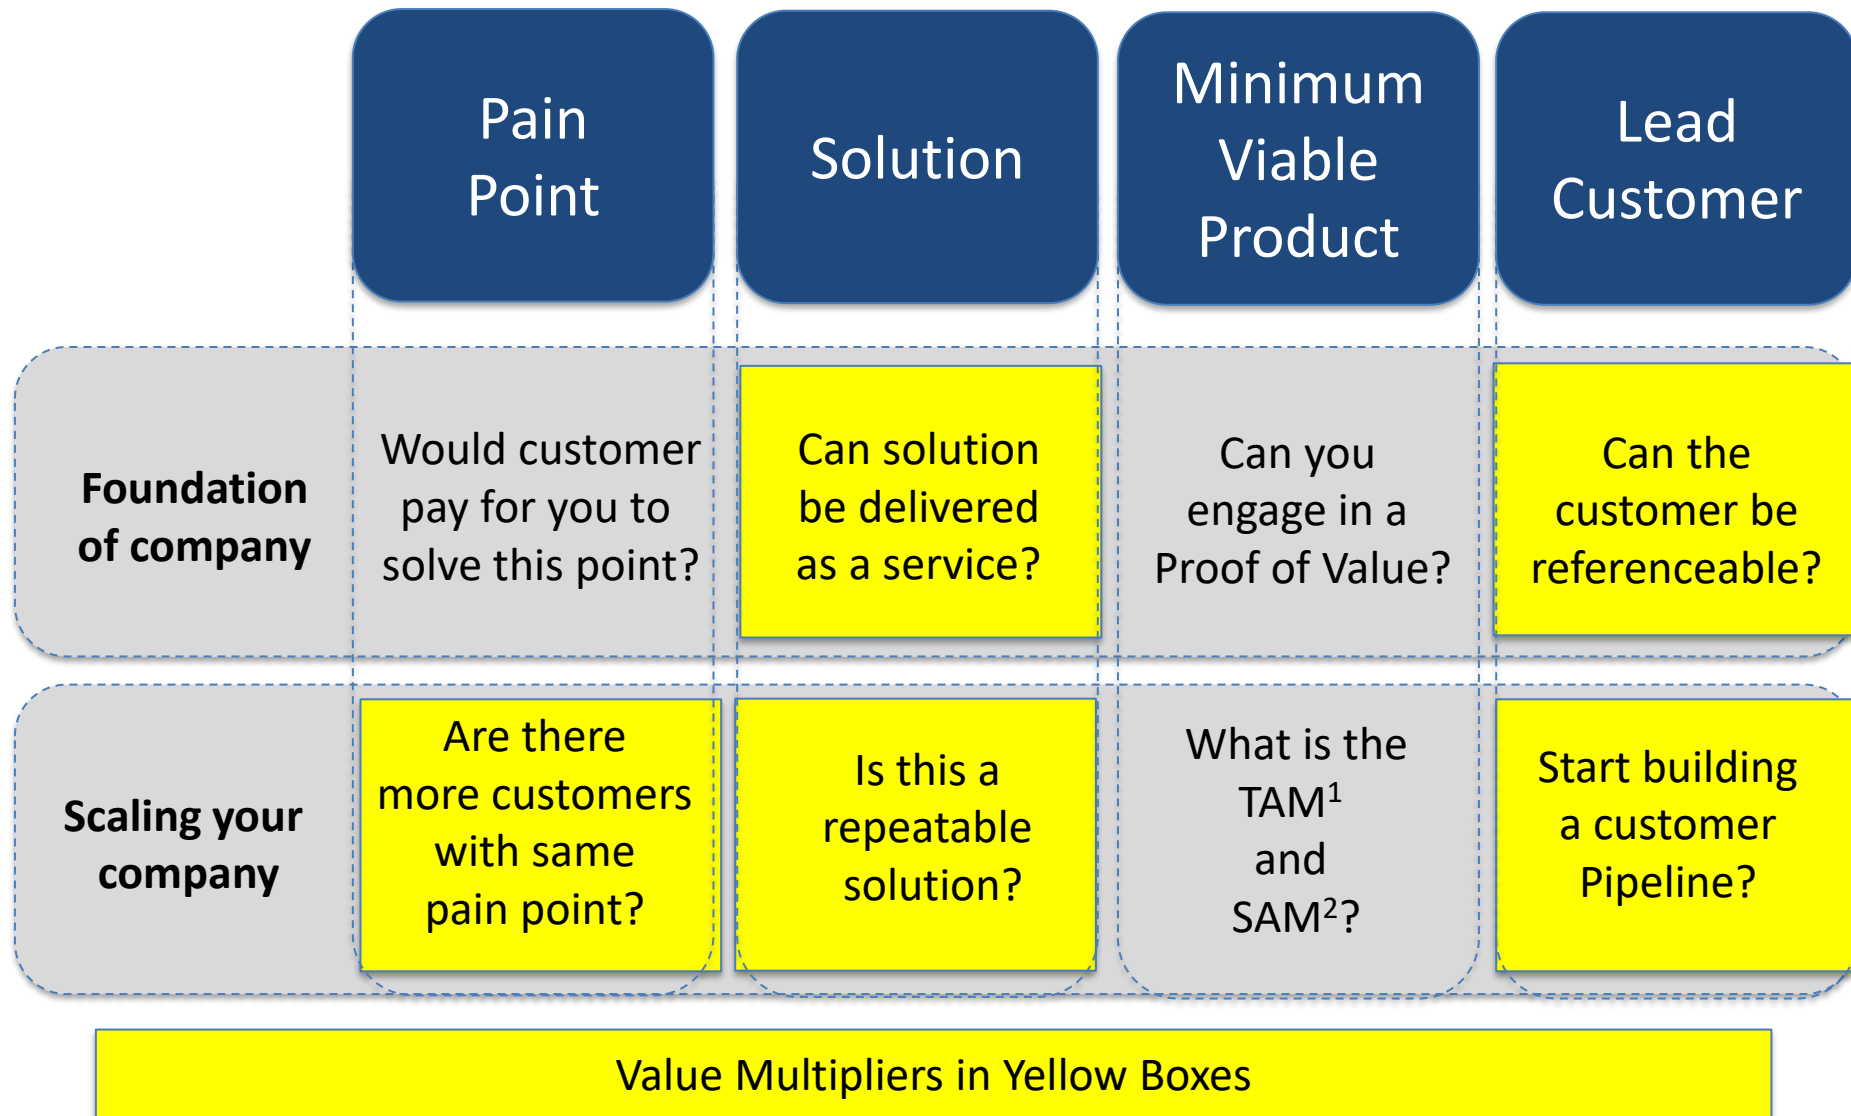 Pain
Point
Solution
Minimum
Viable
Product
Lead
Customer
Foundation
of company
Would customer
pay for you to
solve this point?
Can solution
be delivered
as a service?
Can you
engage in a
Proof of Value?
Can the
customer be
referenceable?
Scaling your
company
Are there
more customers
with same
pain point?
Is this a
repeatable
solution?
What is the
TAM¹
and
SAM²?
Start building
a customer
Pipeline?
Value Multipliers in Yellow Boxes